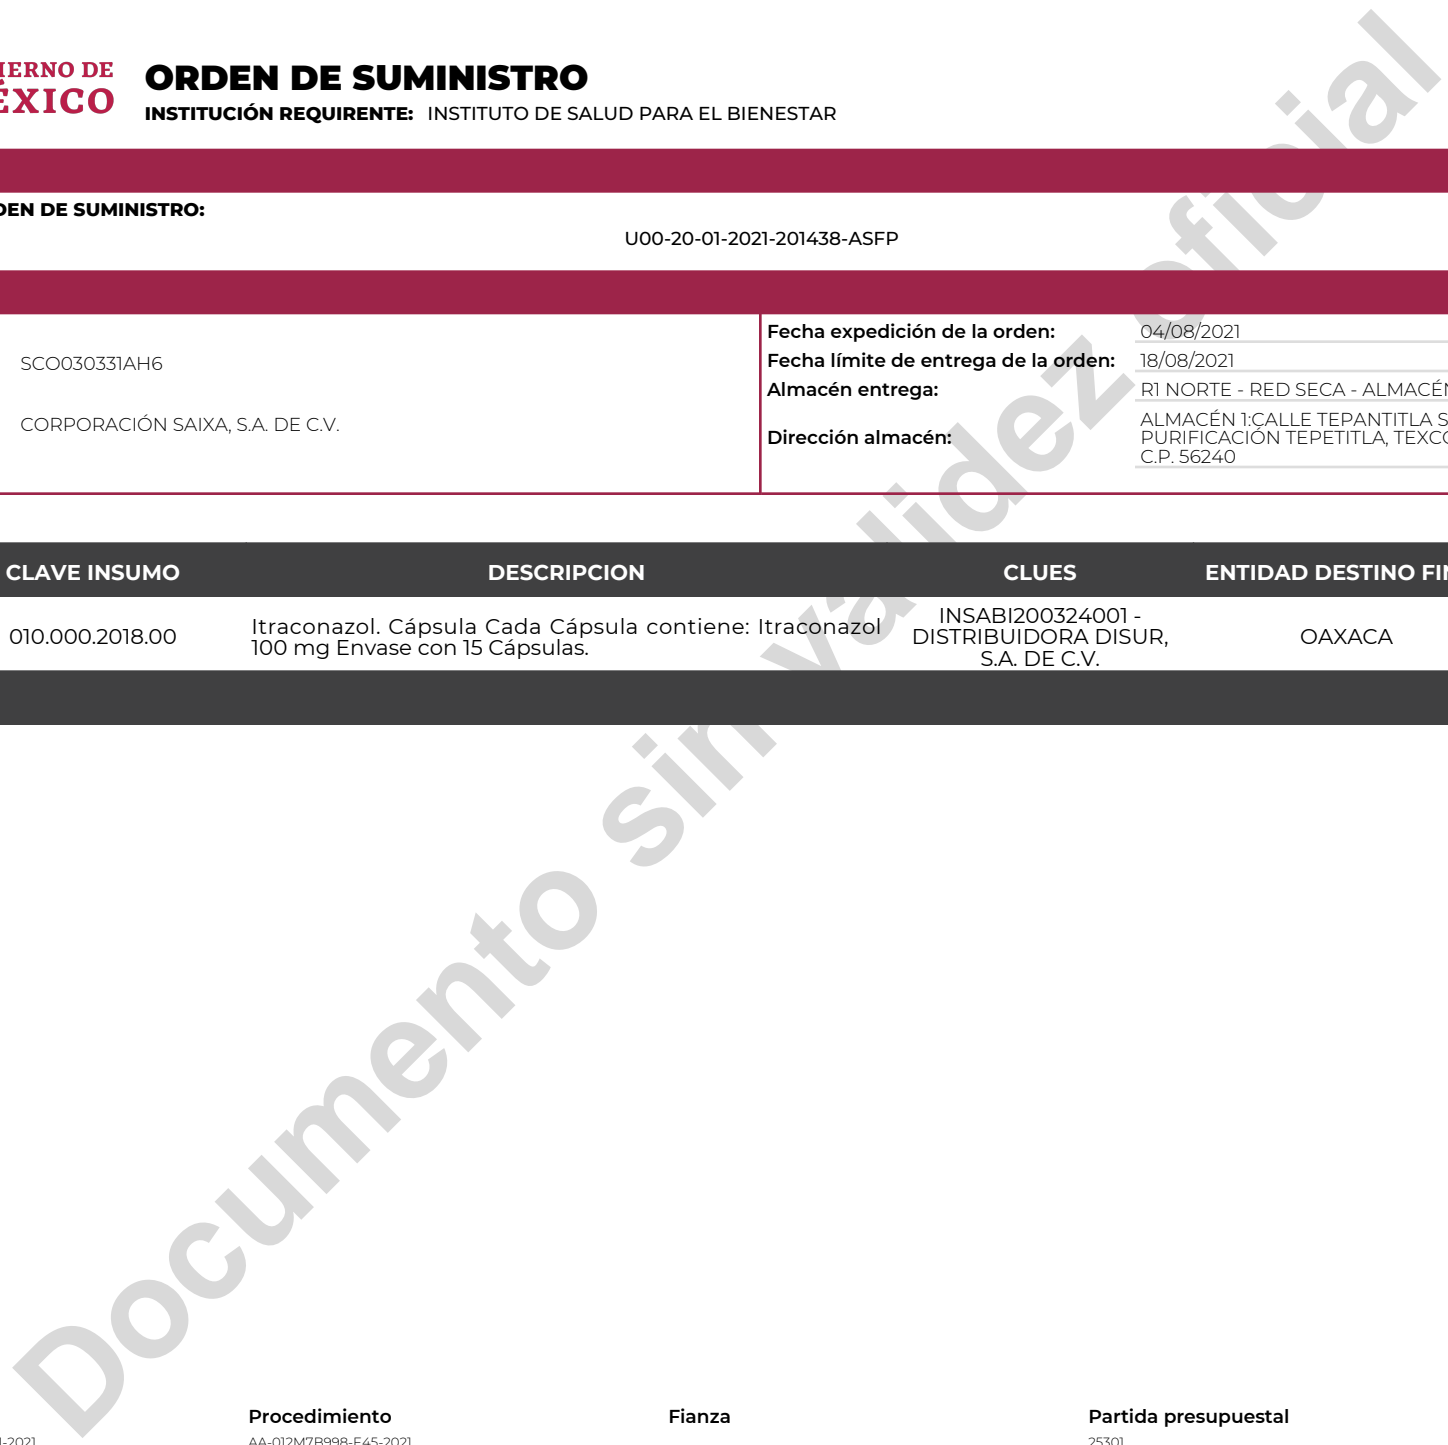 IERNO DE
ÉXICO
ORDEN DE SUMINISTRO
INSTITUCIÓN REQUIRENTE: INSTITUTO DE SALUD PARA EL BIENESTAR
DEN DE SUMINISTRO:
U00-20-01-2021-201438-ASFP
SCO030331AH6
CORPORACIÓN SAIXA, S.A. DE C.V.
Fecha expedición de la orden: 04/08/2021
Fecha límite de entrega de la orden: 18/08/2021
Almacén entrega: R1 NORTE - RED SECA - ALMACÉN
Dirección almacén: ALMACÉN 1:CALLE TEPANTITLA S
PURIFICACIÓN TEPETITLA, TEXCO
C.P. 56240
CLAVE INSUMO DESCRIPCION CLUES ENTIDAD DESTINO FIN
010.000.2018.00
Itraconazol. Cápsula Cada Cápsula contiene: Itraconazol
100 mg Envase con 15 Cápsulas.
INSABI200324001 -
DISTRIBUIDORA DISUR,
S.A. DE C.V.
OAXACA
Documento sin validez oficial
Procedimiento Fianza Partida presupuestal
-2021 AA-012M7B998-E45-2021 25301